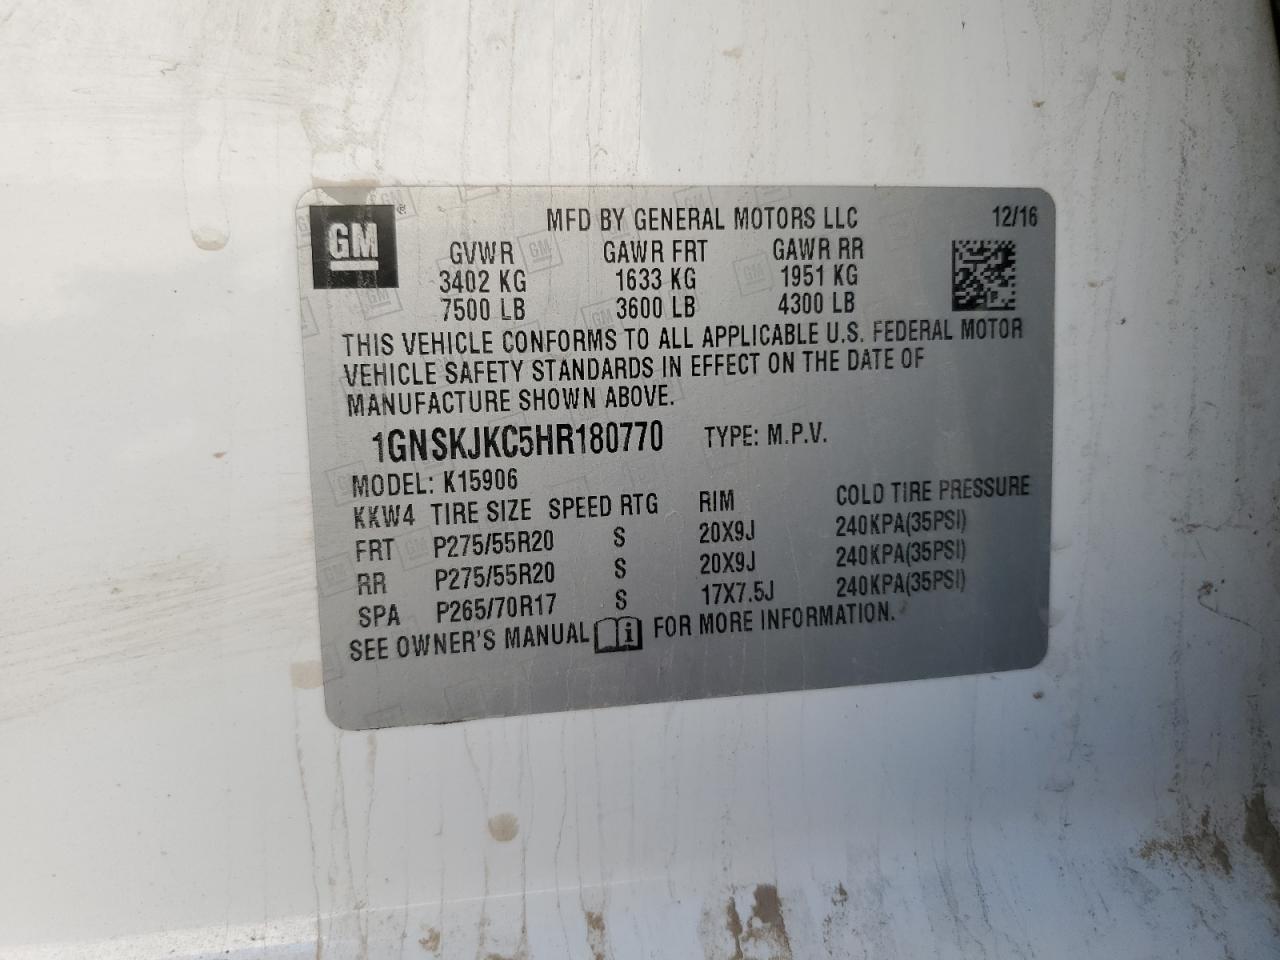 GM ®
MFD BY GENERAL MOTORS LLC 12/16
GVWR GAWR FRT GAWR RR
3402 KG 1633 KG 1951 KG
7500 LB 3600 LB 4300 LB
THIS VEHICLE CONFORMS TO ALL APPLICABLE U.S. FEDERAL MOTOR
VEHICLE SAFETY STANDARDS IN EFFECT ON THE DATE OF
MANUFACTURE SHOWN ABOVE.
1GNSKJKC5HR180770 TYPE: M.P.V.
MODEL: K15906
KKW4 TIRE SIZE SPEED RTG RIM COLD TIRE PRESSURE
FRT P275/55R20 S 20X9J 240KPA(35PSI)
RR P275/55R20 S 20X9J 240KPA(35PSI)
SPA P265/70R17 S 17X7.5J 240KPA(35PSI)
SEE OWNER'S MANUAL FOR MORE INFORMATION.